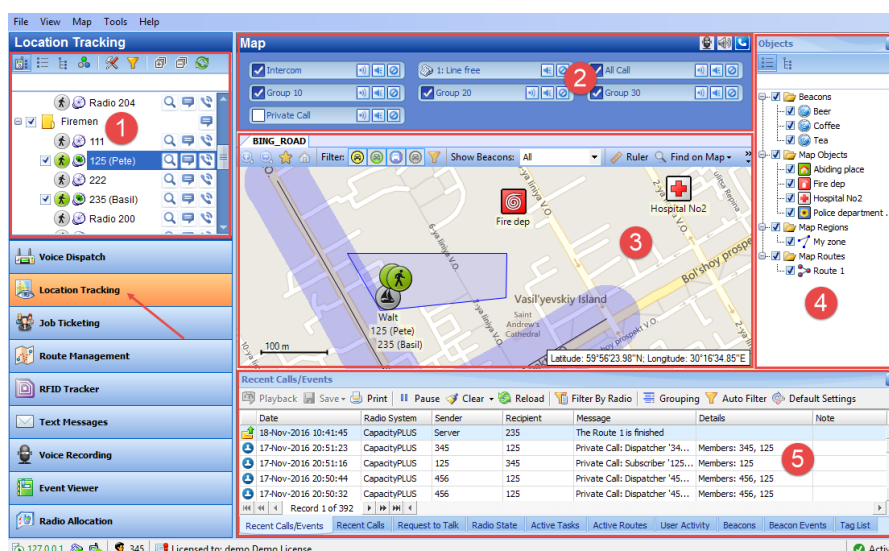 File View Map Tools Help
Location Tracking
Radio 204
Firemen
1
111
125 (Pete)
222
235 (Basil)
Radio 200
Voice Dispatch
Location Tracking
Job Ticketing
Route Management
RFID Tracker
Text Messages
Voice Recording
Event Viewer
Radio Allocation
Map
Intercom
1: Line free
All Call
2
Group 10
Group 20
Group 30
Private Call
BING_ROAD
Filter:
Show Beacons: All
Ruler
Find on Map
Fire dep
Hospital No2
3
6-ya liniya V.O.
Bol'shoy prospe
Vasil'yevskiy Island
Saint
Andrew's
Cathedral
Walt
125 (Pete)
235 (Basil)
100 m
Latitude: 59°56'23.98"N; Longitude: 30°16'34.85"E
Objects
Beacons
Beer
Coffee
Tea
Map Objects
Abiding place
Fire dep
Hospital No2
Police department .
Map Regions
My zone
Map Routes
Route 1
4
Recent Calls/Events
Playback Save Print Pause Clear Reload Filter By Radio Grouping Auto Filter Default Settings
Date Radio System Sender Recipient Message Details Note
18-Nov-2016 10:41:45 CapacityPLUS Server 235 The Route 1 is finished
17-Nov-2016 20:51:23 CapacityPLUS 345 125 Private Call: Dispatcher '34... Members: 345, 125
17-Nov-2016 20:51:16 CapacityPLUS 125 345 Private Call: Subscriber '125... Members: 125
17-Nov-2016 20:50:44 CapacityPLUS 456 125 Private Call: Dispatcher '45... Members: 456, 125
17-Nov-2016 20:50:32 CapacityPLUS 456 125 Private Call: Dispatcher '45... Members: 456, 125
5
Record 1 of 392
Recent Calls/Events Recent Calls Request to Talk Radio State Active Tasks Active Routes User Activity Beacons Beacon Events Tag List
127.0.0.1 345 Licensed to: demo Demo License